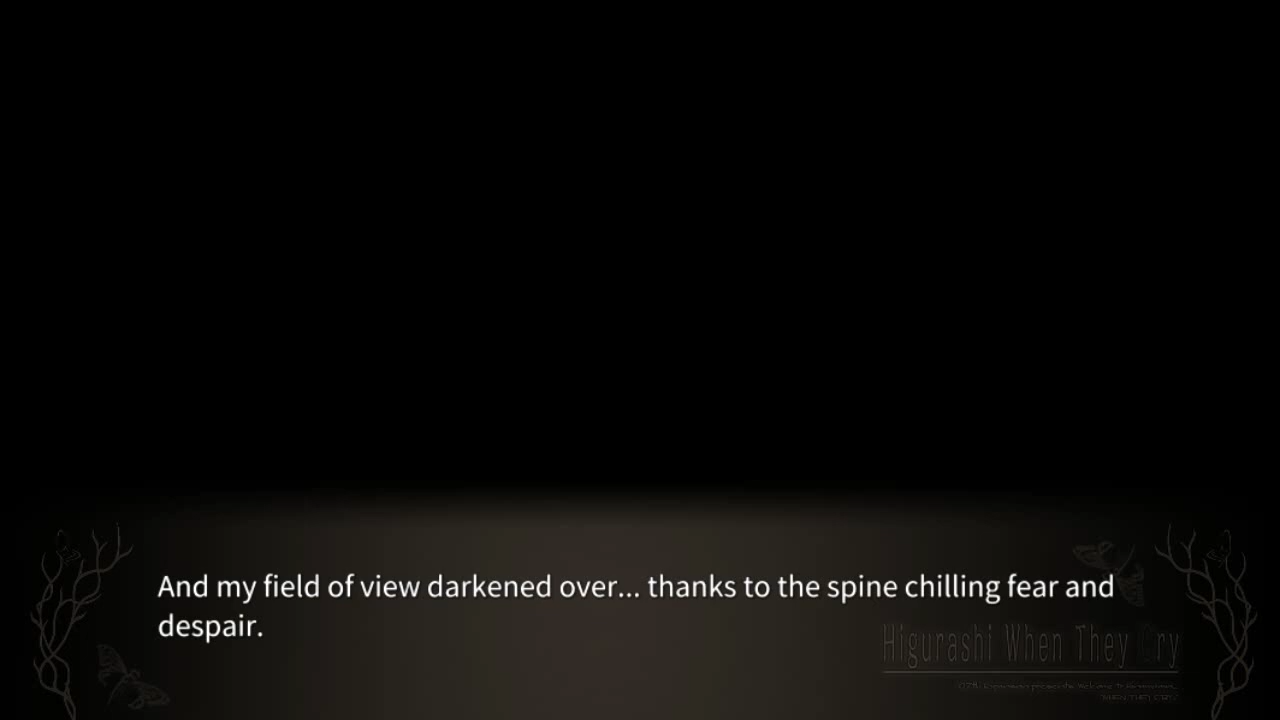 And my field of view darkened over... thanks to the spine chilling fear and
despair.
Higurashi When They Cry